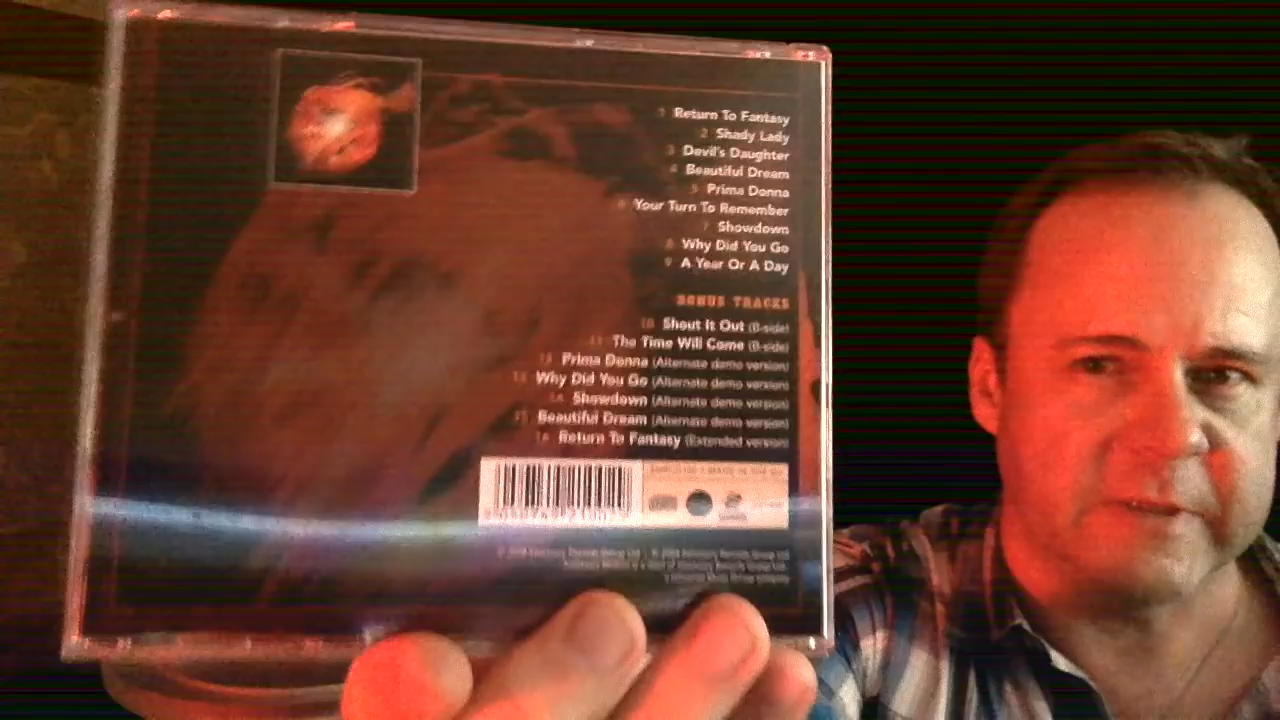 1 Return To Fantasy
2 Shady Lady
3 Devil's Daughter
4 Beautiful Dream
5 Prima Donna
6 Your Turn To Remember
7 Showdown
8 Why Did You Go
9 A Year Or A Day
BONUS TRACKS
10 Shout It Out (B-side)
11 The Time Will Come (B-side)
12 Prima Donna (Alternate demo version)
13 Why Did You Go (Alternate demo version)
14 Showdown (Alternate demo version)
15 Beautiful Dream (Alternate demo version)
16 Return To Fantasy (Extended version)